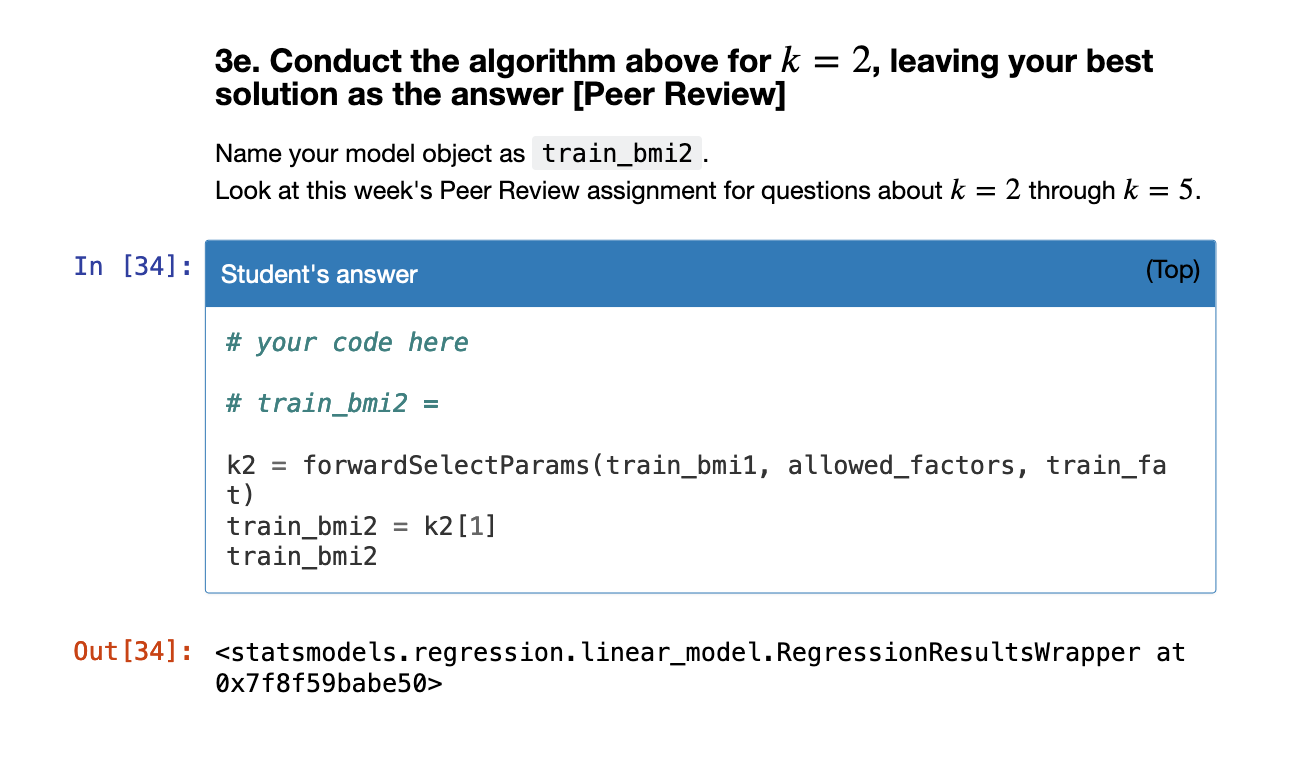 3e. Conduct the algorithm above for k = 2, leaving your best
solution as the answer [Peer Review]
Name your model object as train_bmi2 .
Look at this week's Peer Review assignment for questions about k = 2 through k = 5.
In [34]:
Student's answer
(Top)
# your code here
# train_bmi2 =
k2 = forwardSelectParams(train_bmi1, allowed_factors, train_fa
t)
train_bmi2 = k2[1]
train_bmi2
Out[34]:
<statsmodels.regression.linear_model.RegressionResultsWrapper at
0x7f8f59babe50>